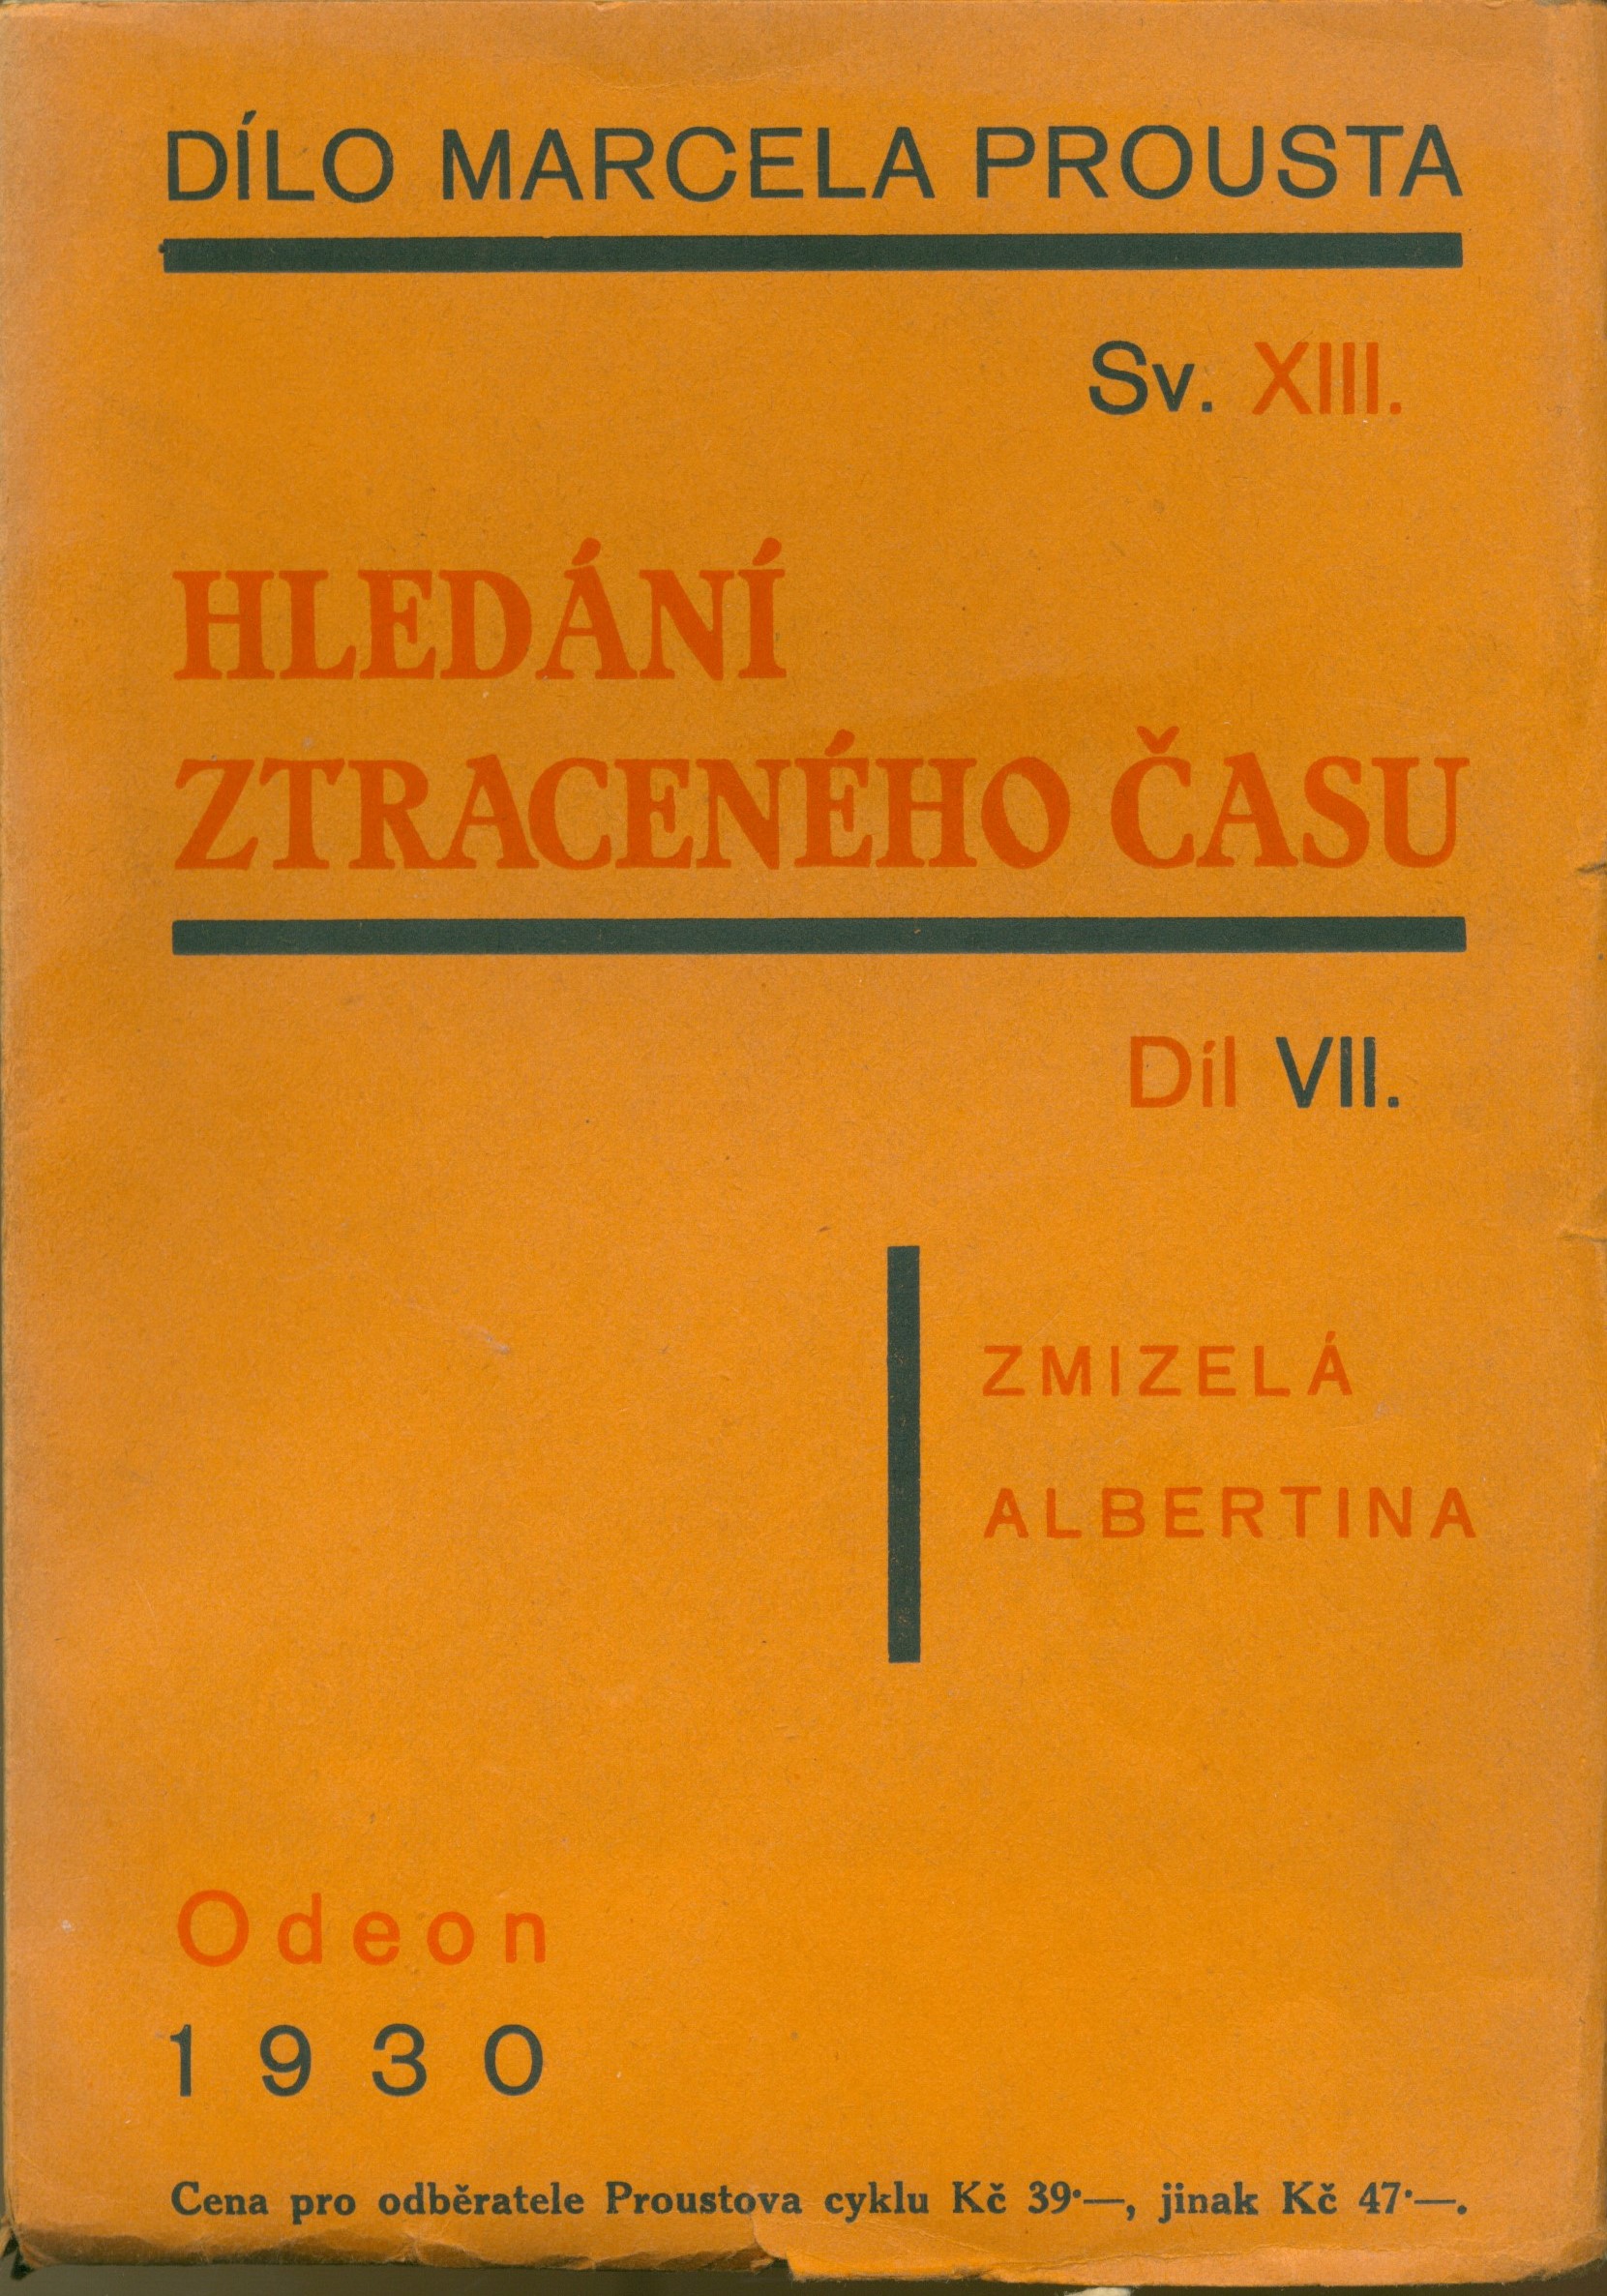 DÍLO MARCELA PROUSTA
Sv. XIII.
HLEDÁNÍ
ZTRACENÉHO ČASU
Díl VII.
ZMIZELÁ
ALBERTINA
Odeon
1930
Cena pro odběratele Proustova cyklu Kč 39·—, jinak Kč 47·—.